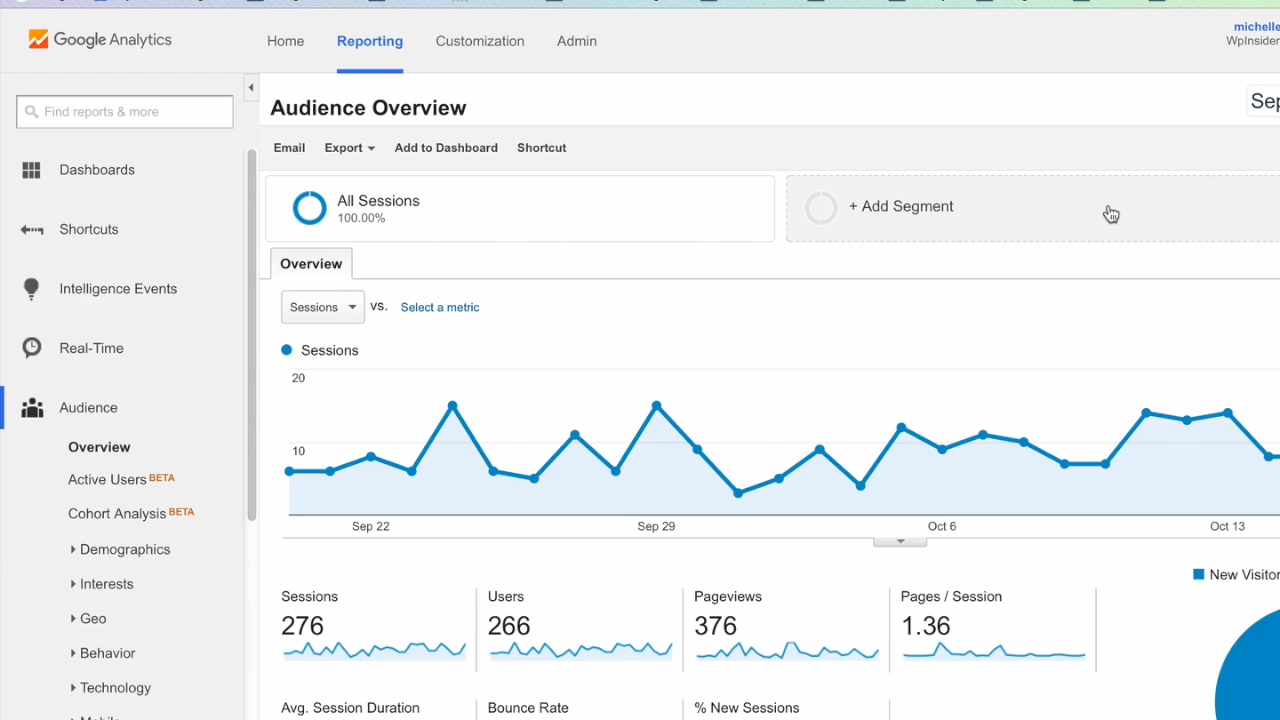 Google Analytics
Home
Reporting
Customization
Admin
michelle
WpInsider
Find reports & more
Dashboards
Shortcuts
Intelligence Events
Real-Time
Audience
Overview
Active Users BETA
Cohort Analysis BETA
Demographics
Interests
Geo
Behavior
Technology
Audience Overview
Sep
Email
Export
Add to Dashboard
Shortcut
All Sessions
100.00%
+ Add Segment
Overview
Sessions
vs.
Select a metric
Sessions
20
10
Sep 22
Sep 29
Oct 6
Oct 13
New Visitor
Sessions
276
Users
266
Pageviews
376
Pages / Session
1.36
Avg. Session Duration
Bounce Rate
% New Sessions